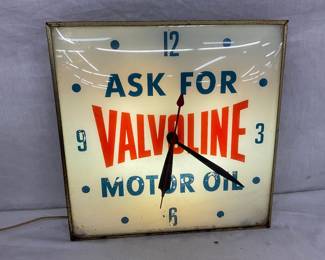 12
ASK FOR
9 VALVOLINE 3
MOTOR OIL
6